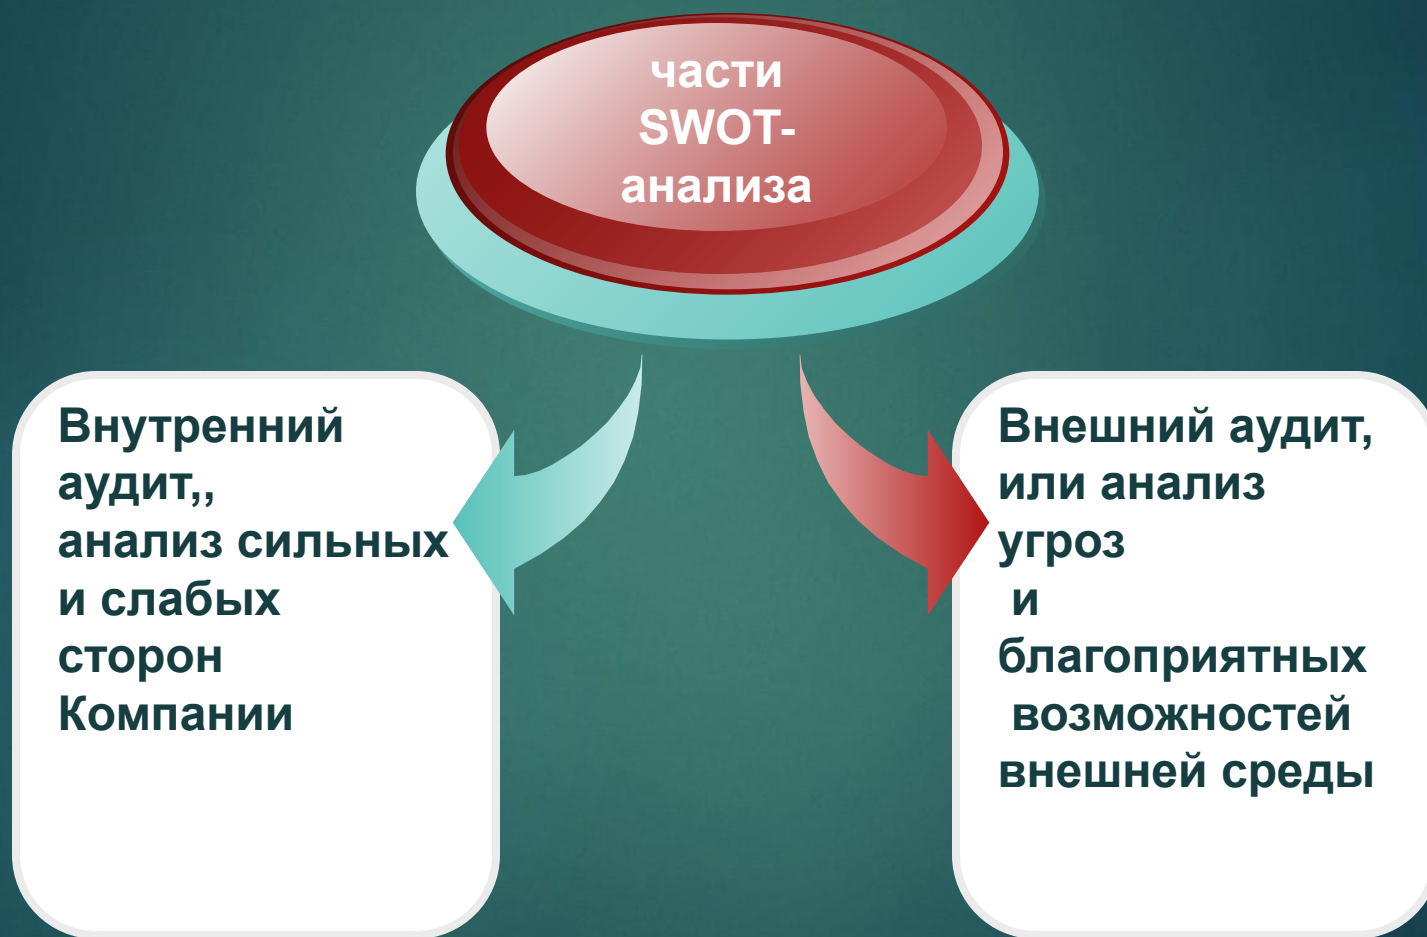 части
SWOT-
анализа
Внутренний
аудит,,
анализ сильных
и слабых
сторон
Компании
Внешний аудит,
или анализ
угроз
и
благоприятных
возможностей
внешней среды